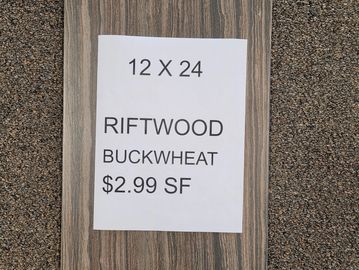 12 X 24
RIFTWOOD
BUCKWHEAT
$2.99 SF